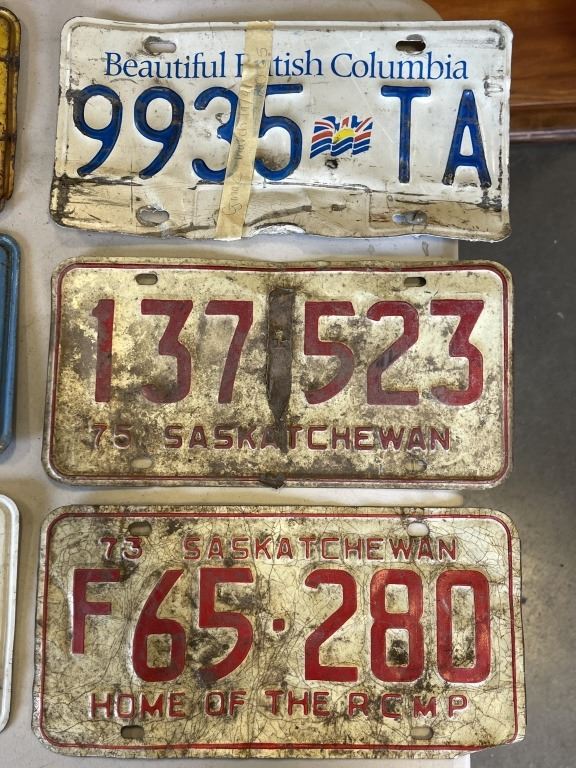 Beautiful British Columbia
9935 TA
137 523
75 SASKATCHEWAN
73 SASKATCHEWAN
F65·280
HOME OF THE RCMP